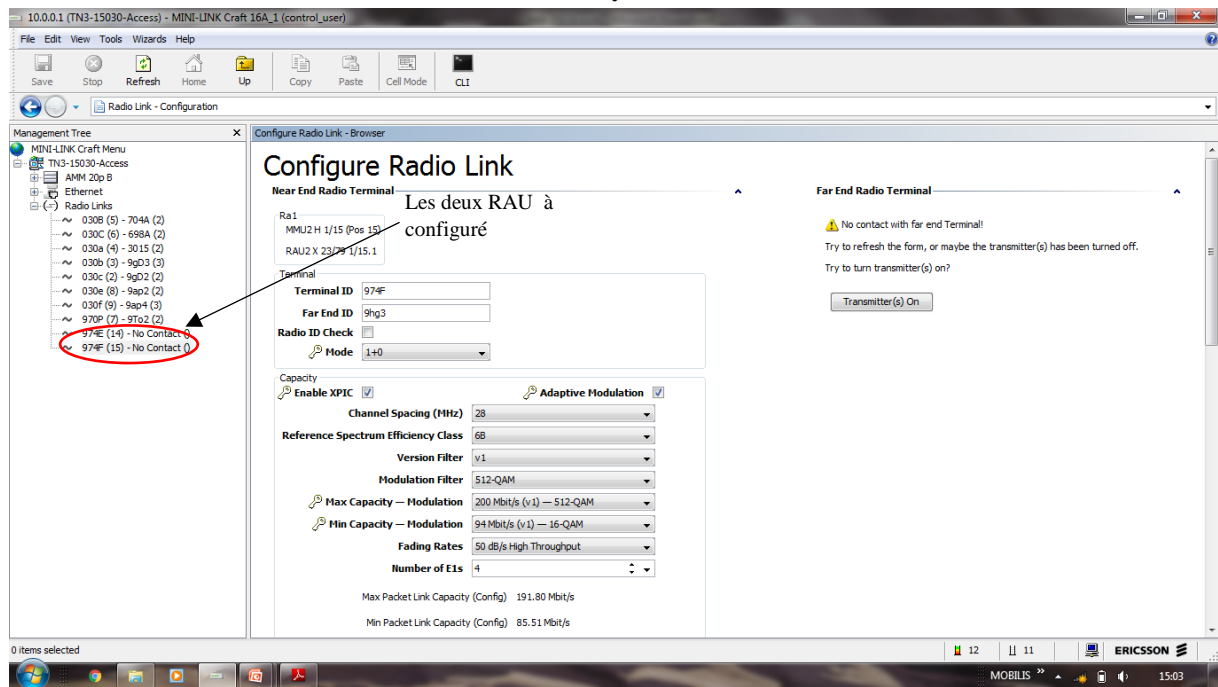 10.0.0.1 (TN3-15030-Access) - MINI-LINK Craft 16A_1 (control_user)
File Edit View Tools Wizards Help
Save Stop Refresh Home Up Copy Paste Cell Mode CLI
Radio Link - Configuration
Management Tree X
Configure Radio Link - Browser
MINI-LINK Craft Menu
TN3-15030-Access
AMM 20p B
Ethernet
Radio Links
030B (5) - 704A (2)
030C (6) - 698A (2)
030a (4) - 3015 (2)
030b (3) - 9gD3 (3)
030c (2) - 9gD2 (2)
030e (8) - 9ap2 (2)
030f (9) - 9ap4 (3)
970P (7) - 9To2 (2)
974E (14) - No Contact ()
974F (15) - No Contact ()
Configure Radio Link
Near End Radio Terminal
Les deux RAU à
configuré
Ra1
MMU2 H 1/15 (Pos 15)
RAU2 X 23/79 1/15.1
Terminal
Terminal ID 974F
Far End ID 9hg3
Radio ID Check
Mode 1+0
Capacity
Enable XPIC Adaptive Modulation
Channel Spacing (MHz) 28
Reference Spectrum Efficiency Class 6B
Version Filter v1
Modulation Filter 512-QAM
Max Capacity — Modulation 200 Mbit/s (v1) — 512-QAM
Min Capacity — Modulation 94 Mbit/s (v1) — 16-QAM
Fading Rates 50 dB/s High Throughput
Number of E1s 4
Max Packet Link Capacity (Config) 191.80 Mbit/s
Min Packet Link Capacity (Config) 85.51 Mbit/s
Far End Radio Terminal
No contact with far end Terminal!
Try to refresh the form, or maybe the transmitter(s) has been turned off.
Try to turn transmitter(s) on?
Transmitter(s) On
0 items selected
12 11 ERICSSON
MOBILIS » 15:03